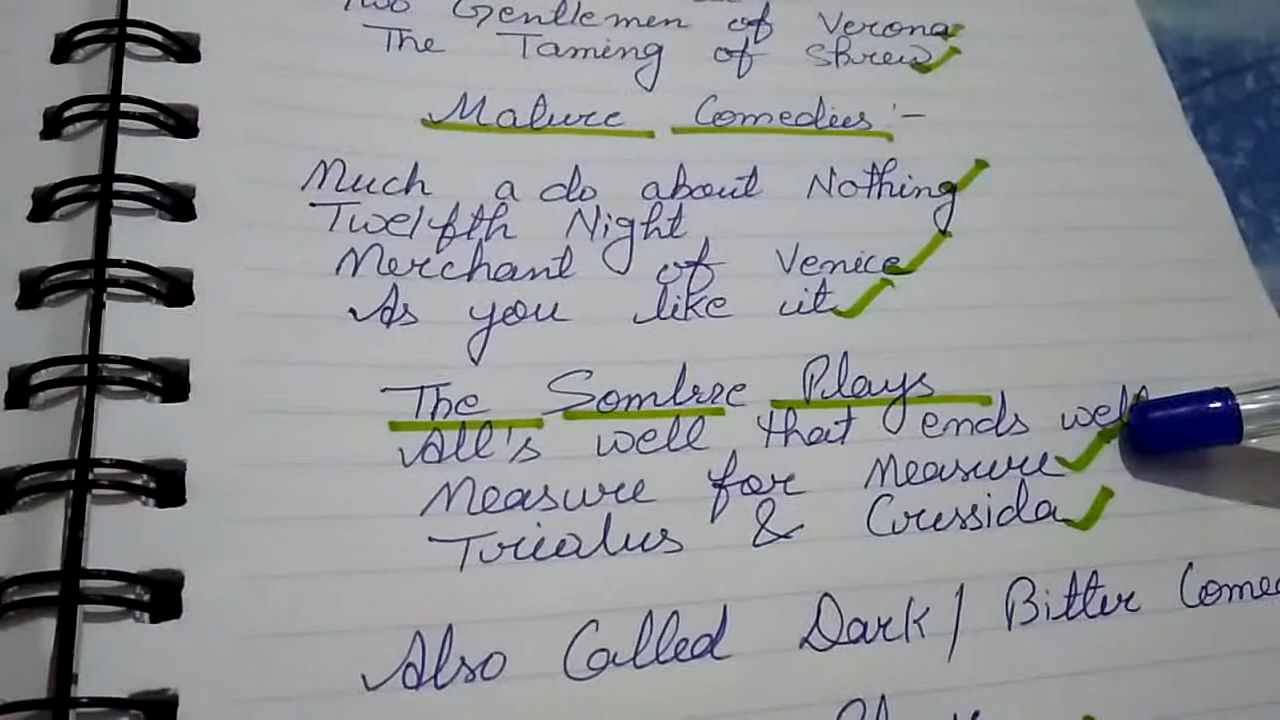 Two Gentlemen of Verona
The Taming of Shrew
Mature Comedies :-
Much a do about Nothing
Twelfth Night
Merchant of Venice
As you like it
The Sombre Plays
All's well that ends well
Measure for Measure
Troialus & Cressida
Also Called Dark / Bitter Come